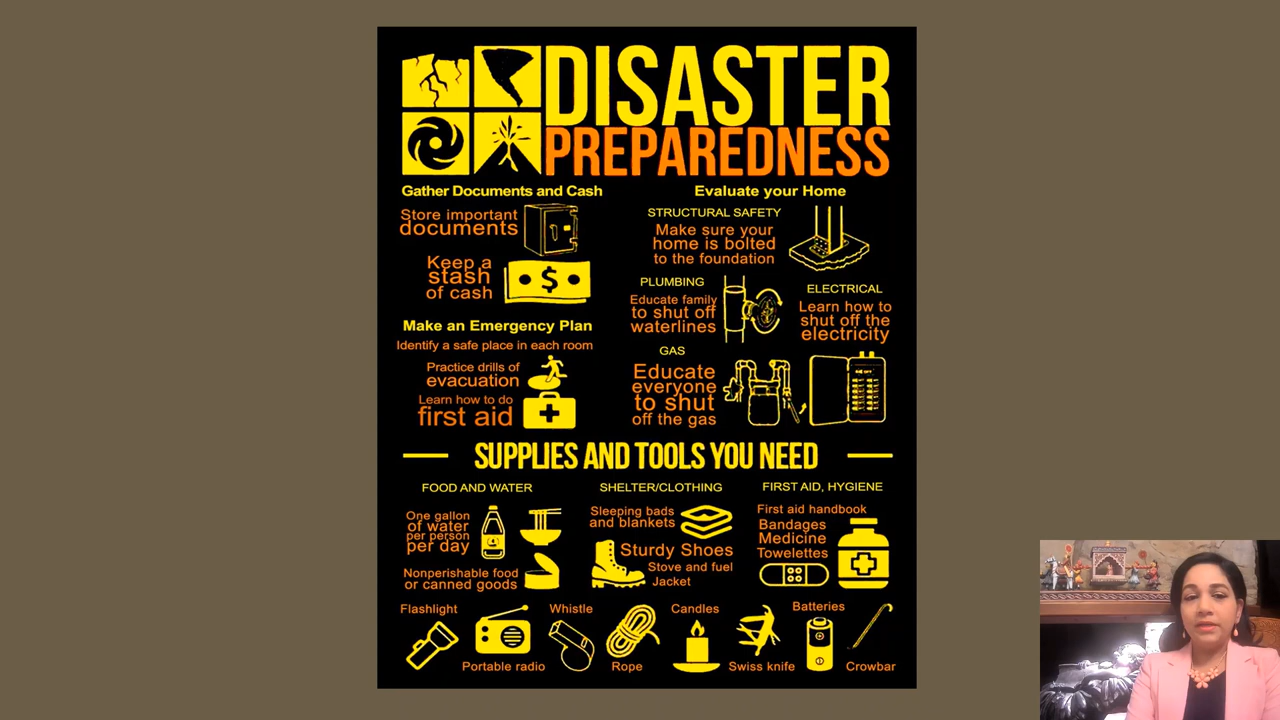 DISASTER
PREPAREDNESS
Gather Documents and Cash
Store important
documents
Keep a
stash
of cash
Make an Emergency Plan
Identify a safe place in each room
Practice drills of
evacuation
Learn how to do
first aid
Evaluate your Home
STRUCTURAL SAFETY
Make sure your
home is bolted
to the foundation
PLUMBING
Educate family
to shut off
waterlines
ELECTRICAL
Learn how to
shut off the
electricity
GAS
Educate
everyone
to shut
off the gas
SUPPLIES AND TOOLS YOU NEED
FOOD AND WATER
One gallon
of water
per person
per day
Nonperishable food
or canned goods
SHELTER/CLOTHING
Sleeping bads
and blankets
Sturdy Shoes
Stove and fuel
Jacket
FIRST AID, HYGIENE
First aid handbook
Bandages
Medicine
Towelettes
Flashlight
Portable radio
Whistle
Rope
Candles
Swiss knife
Batteries
Crowbar